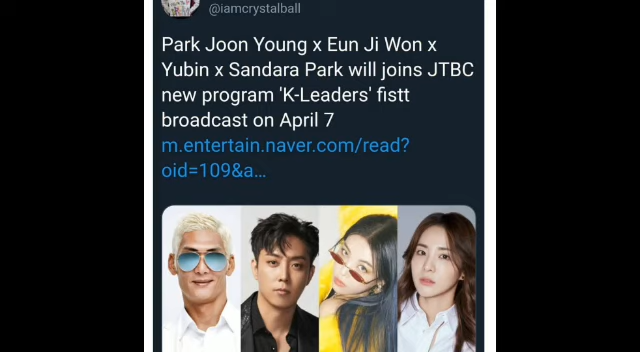 @iamcrystalball
Park Joon Young x Eun Ji Won x
Yubin x Sandara Park will joins JTBC
new program 'K-Leaders' fistt
broadcast on April 7
m.entertain.naver.com/read?
oid=109&a...